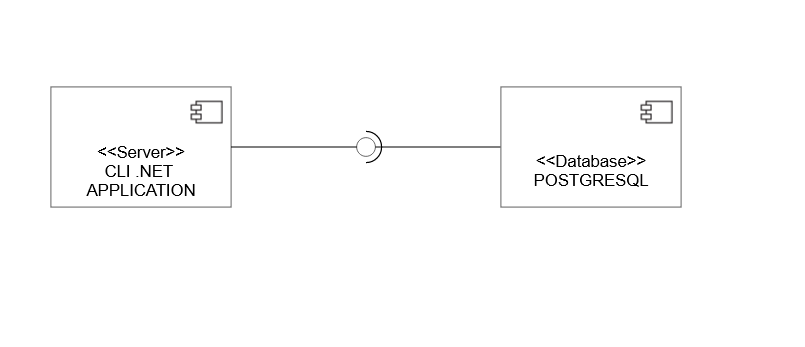 <<Server>>
CLI .NET
APPLICATION
<<Database>>
POSTGRESQL